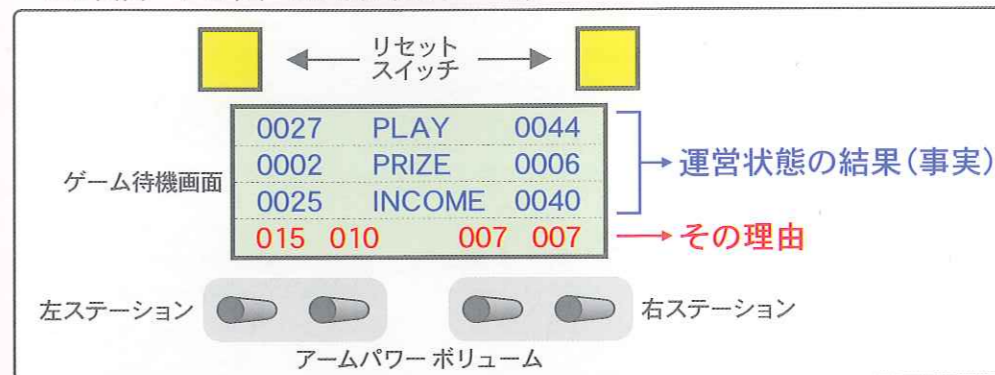 リセット
スイッチ
ゲーム待機画面
0027 PLAY 0044
0002 PRIZE 0006
0025 INCOME 0040
015 010 007 007
運営状態の結果(事実)
その理由
左ステーション
右ステーション
アームパワー ボリューム